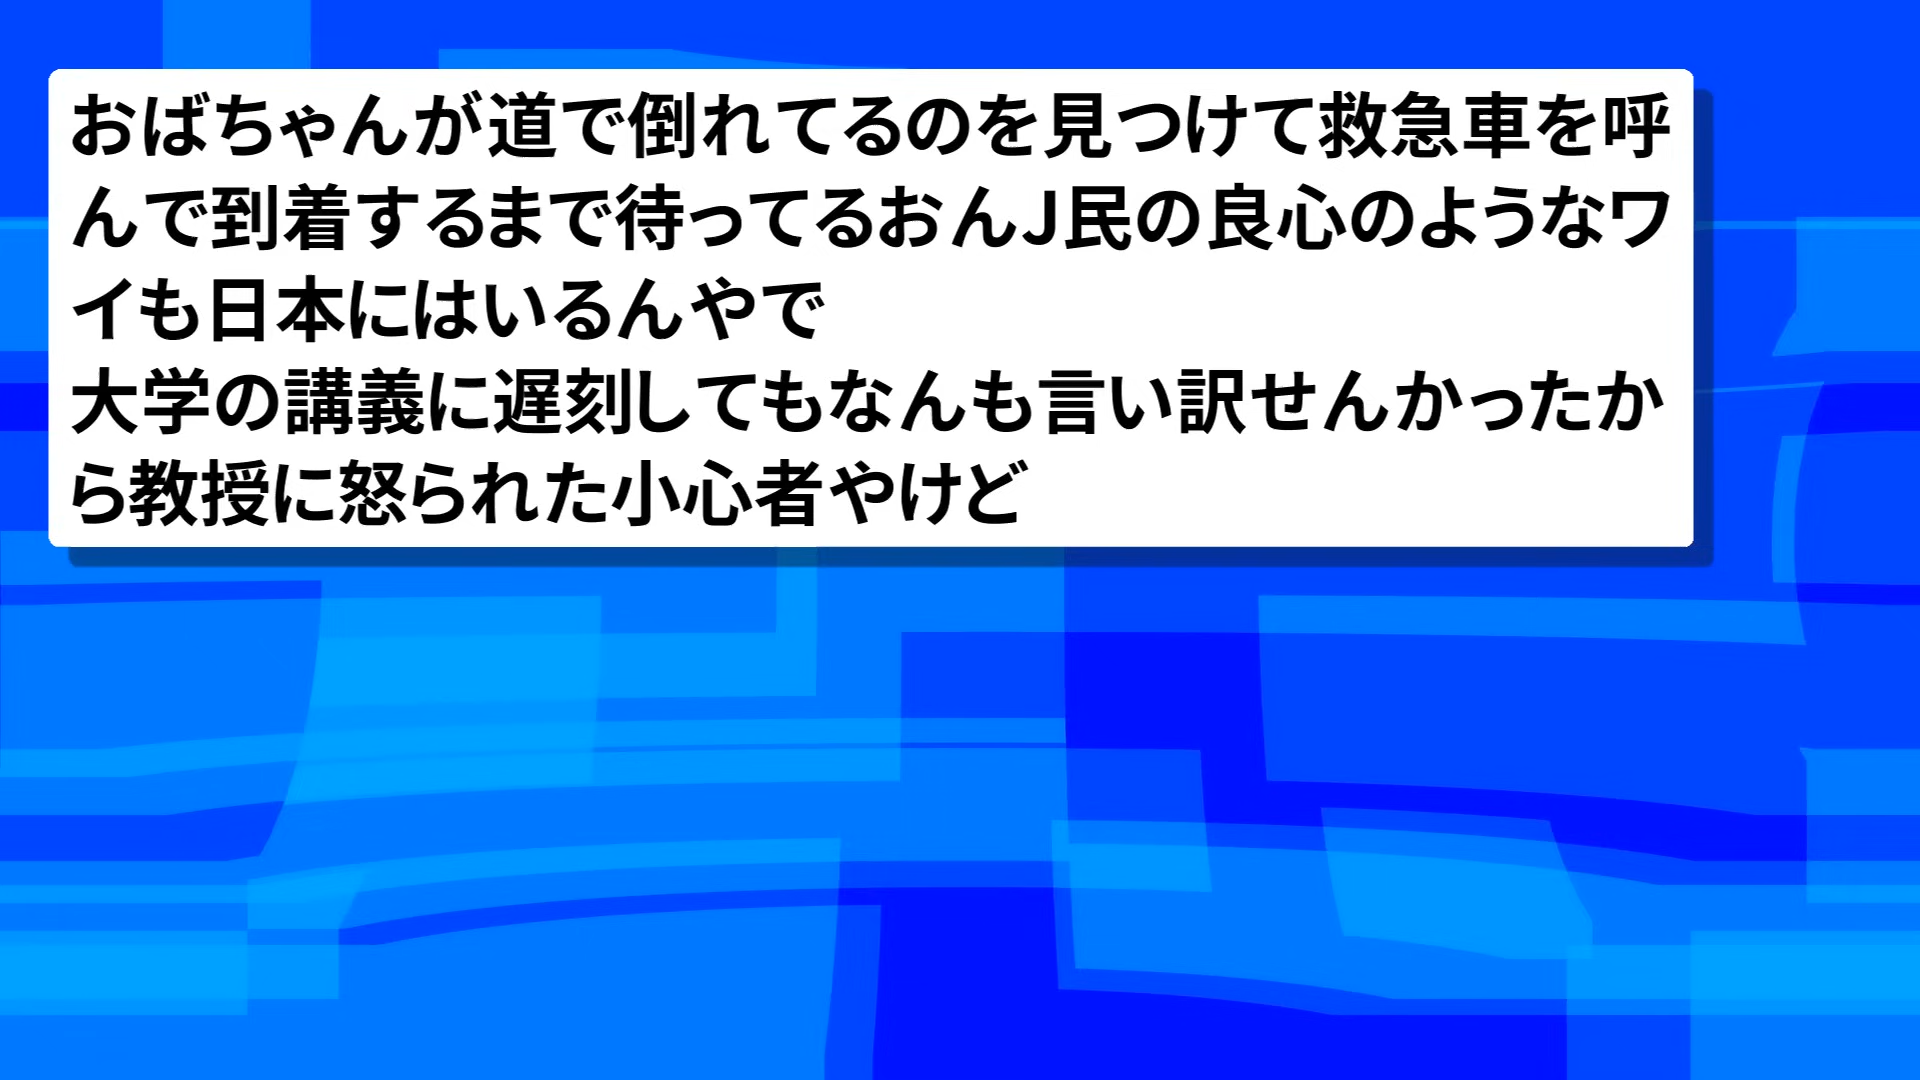 おばちゃんが道で倒れてるのを見つけて救急車を呼
んで到着するまで待ってるおんJ民の良心のようなワ
イも日本にはいるんやで
大学の講義に遅刻してもなんも言い訳せんかったか
ら教授に怒られた小心者やけど